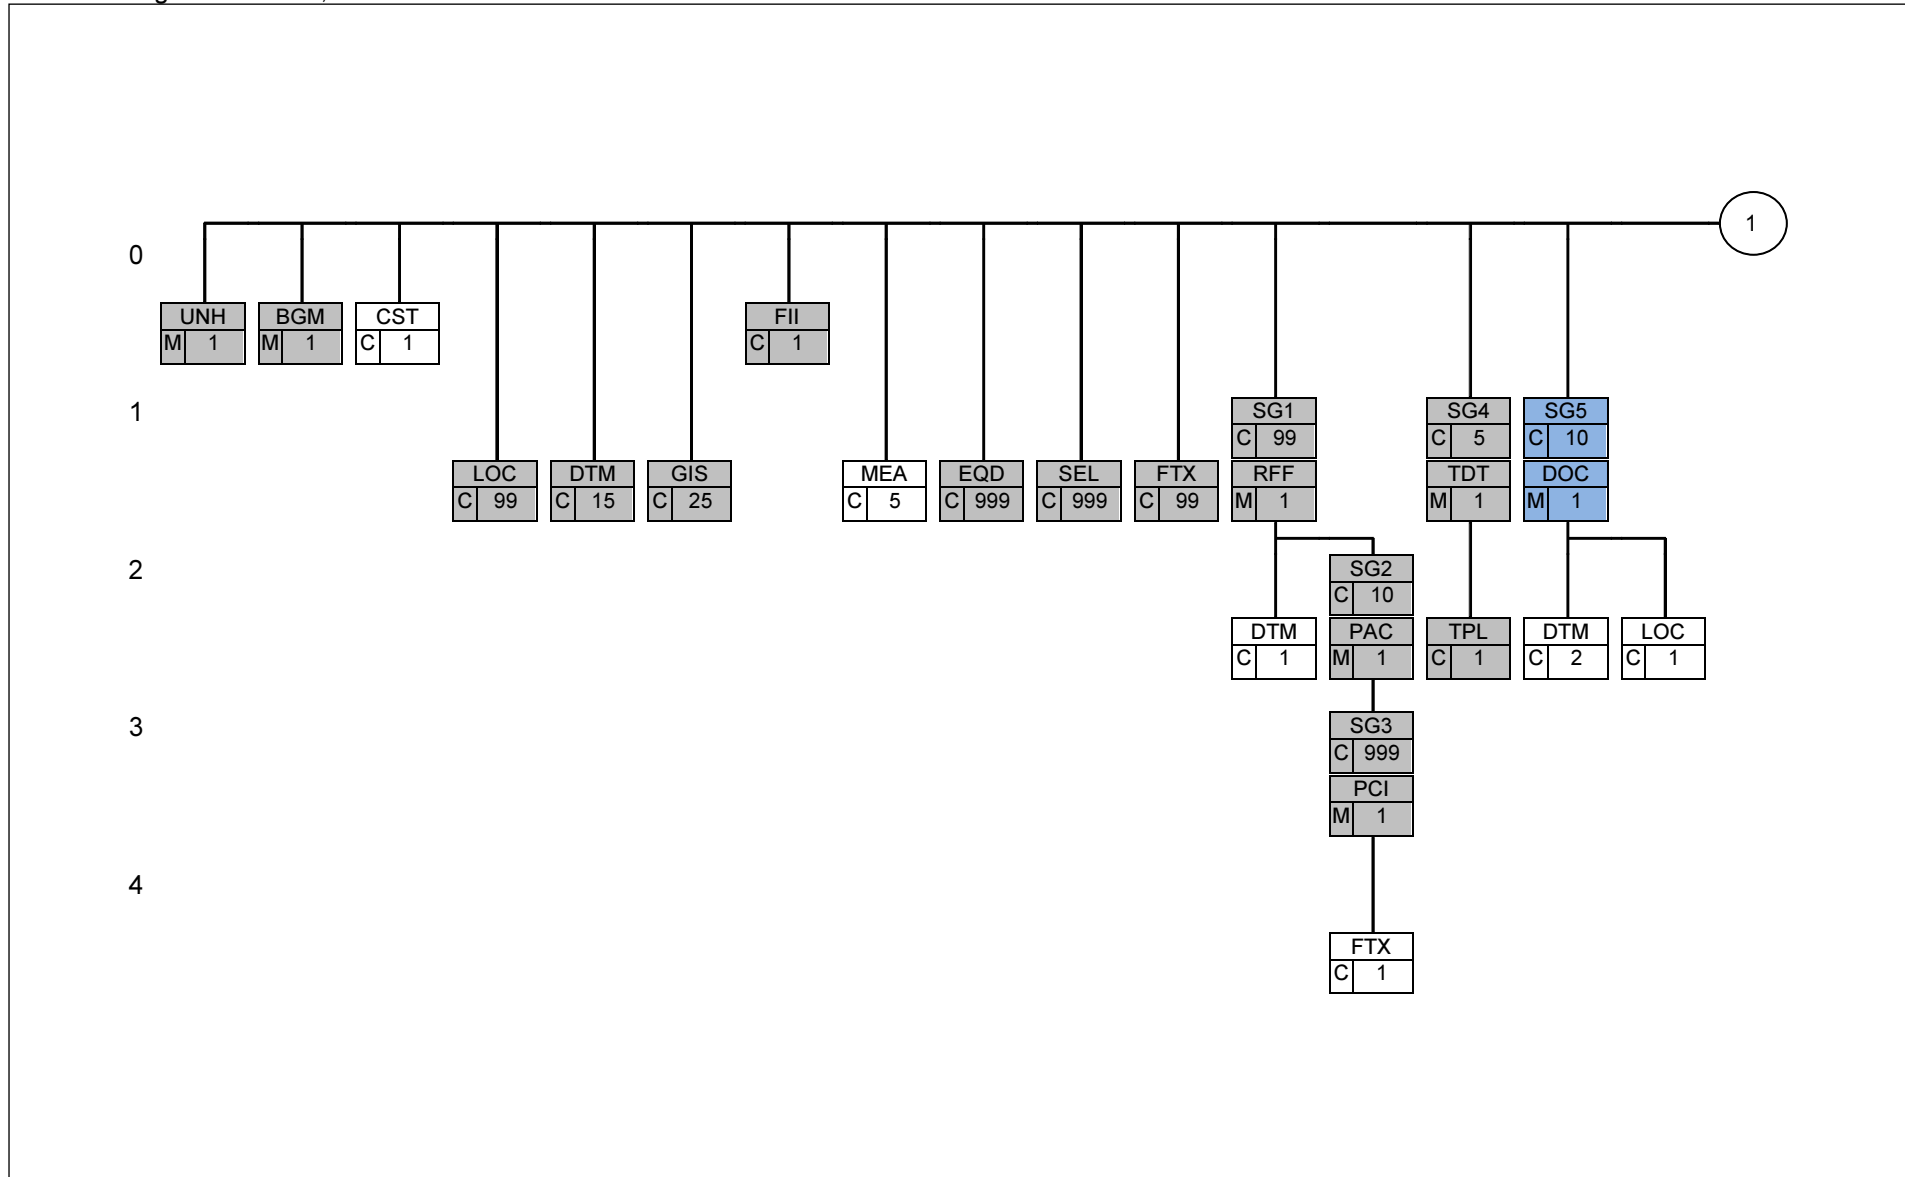 1
0
UNH BGM CST FII
M 1 M 1 C 1 C 1
1
SG1 SG4 SG5
C 99 C 5 C 10
LOC DTM GIS MEA EQD SEL FTX RFF TDT DOC
C 99 C 15 C 25 C 5 C 999 C 999 C 99 M 1 M 1 M 1
2
SG2
C 10
DTM PAC TPL DTM LOC
C 1 M 1 C 1 C 2 C 1
3
SG3
C 999
PCI
M 1
4
FTX
C 1